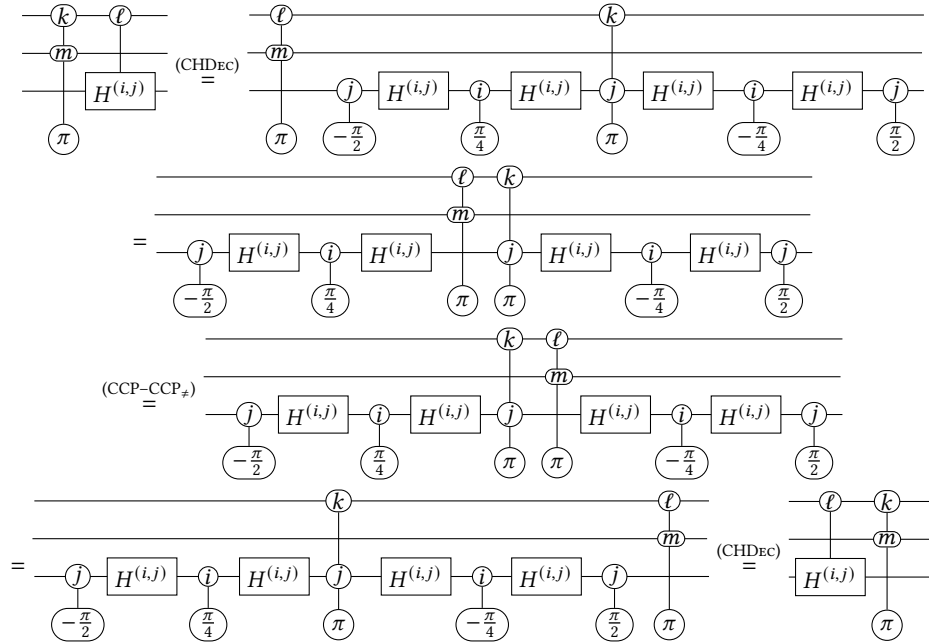 k ℓ (CHDec) ℓ k
m = m
H^{(i,j)} j H^{(i,j)} i H^{(i,j)} j H^{(i,j)} i H^{(i,j)} j
π π −π/2 π/4 π −π/4 π/2
ℓ k
m
= j H^{(i,j)} i H^{(i,j)} j H^{(i,j)} i H^{(i,j)} j
−π/2 π/4 π π −π/4 π/2
k ℓ
(CCP–CCP≠) m
= j H^{(i,j)} i H^{(i,j)} j H^{(i,j)} i H^{(i,j)} j
−π/2 π/4 π π −π/4 π/2
k ℓ ℓ k
m (CHDec) m
= j H^{(i,j)} i H^{(i,j)} j H^{(i,j)} i H^{(i,j)} j = H^{(i,j)}
−π/2 π/4 π −π/4 π/2 π π